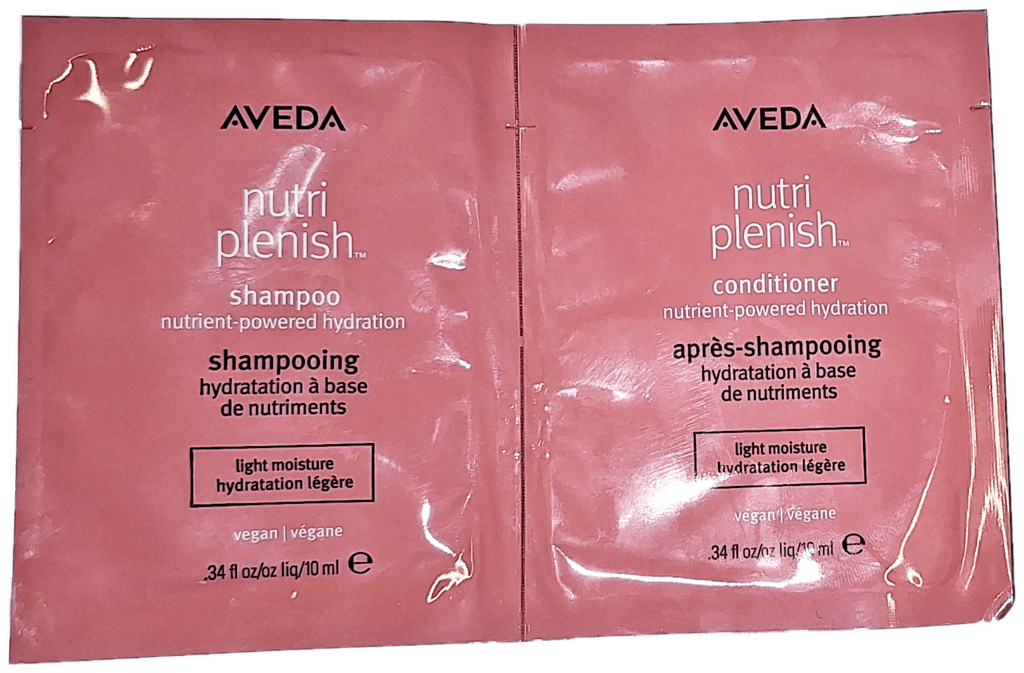 AVEDA
nutri
plenish™
shampoo
nutrient-powered hydration
shampooing
hydratation à base
de nutriments
light moisture
hydratation légère
vegan | végane
.34 fl oz/oz liq/10 ml ℮
AVEDA
nutri
plenish™
conditioner
nutrient-powered hydration
après-shampooing
hydratation à base
de nutriments
light moisture
hydratation légère
vegan | végane
.34 fl oz/oz liq/10 ml ℮